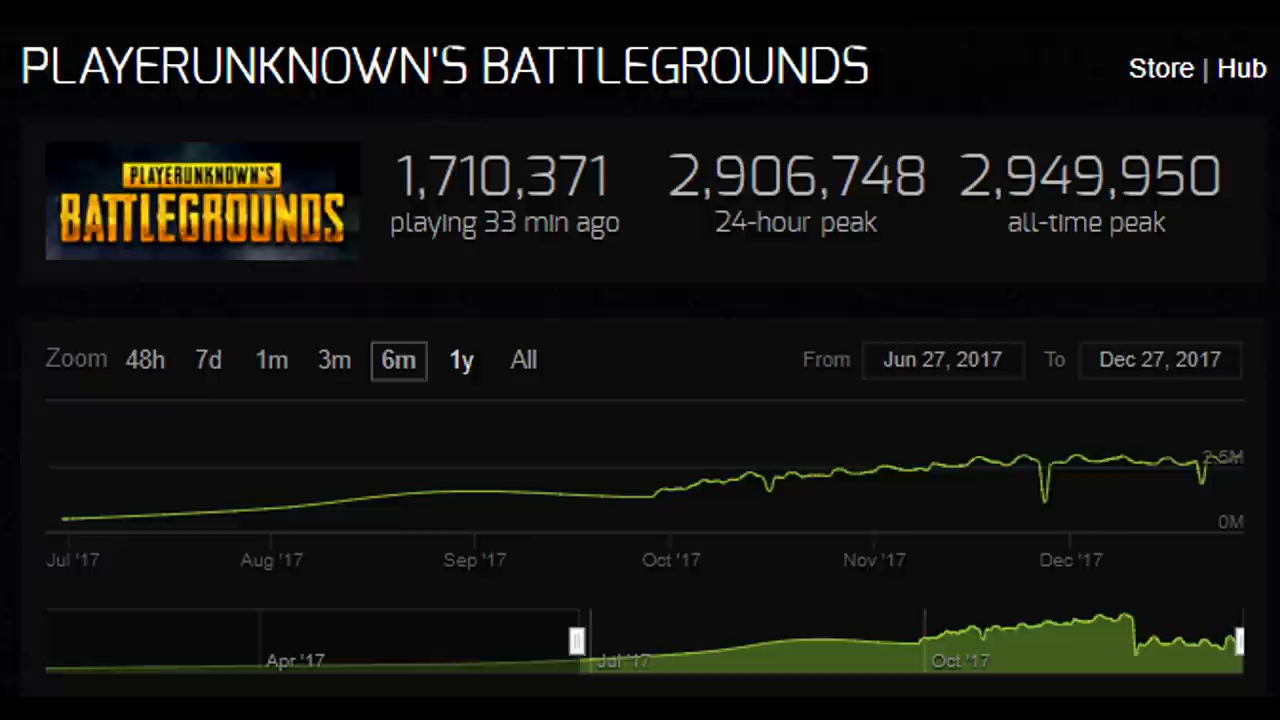 PLAYERUNKNOWN'S BATTLEGROUNDS
Store | Hub
PLAYERUNKNOWN'S
BATTLEGROUNDS
1,710,371 2,906,748 2,949,950
playing 33 min ago 24-hour peak all-time peak
Zoom 48h 7d 1m 3m 6m 1y All From Jun 27, 2017 To Dec 27, 2017
2.5M
0M
Jul '17 Aug '17 Sep '17 Oct '17 Nov '17 Dec '17
Apr '17 Jul '17 Oct '17